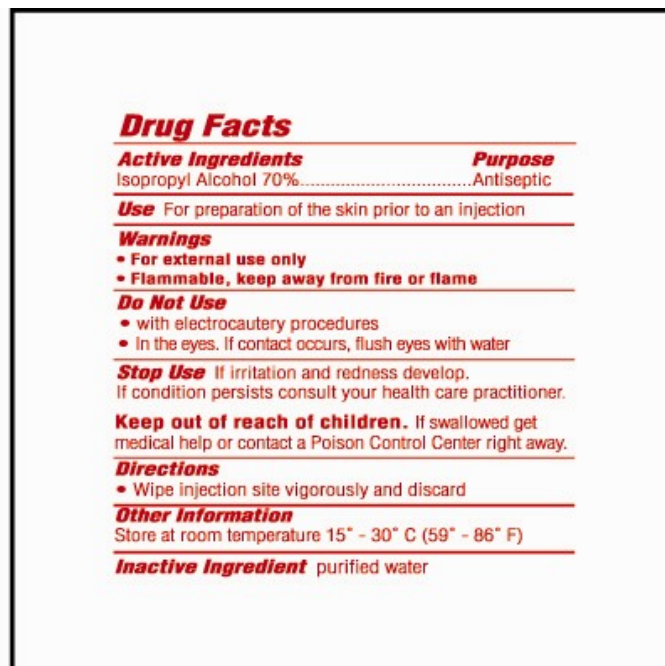 Drug Facts
Active Ingredients Purpose
Isopropyl Alcohol 70%................................Antiseptic
Use For preparation of the skin prior to an injection
Warnings
• For external use only
• Flammable, keep away from fire or flame
Do Not Use
• with electrocautery procedures
• In the eyes. If contact occurs, flush eyes with water
Stop Use If irritation and redness develop.
If condition persists consult your health care practitioner.
Keep out of reach of children. If swallowed get
medical help or contact a Poison Control Center right away.
Directions
• Wipe injection site vigorously and discard
Other Information
Store at room temperature 15° - 30° C (59° - 86° F)
Inactive Ingredient purified water